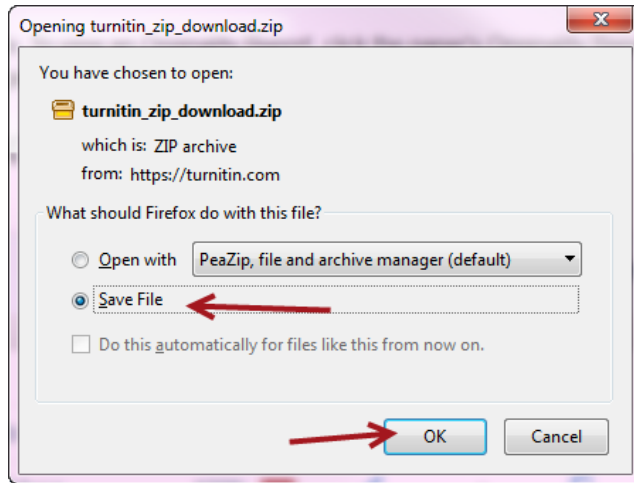 Opening turnitin_zip_download.zip
You have chosen to open:
turnitin_zip_download.zip
which is: ZIP archive
from: https://turnitin.com
What should Firefox do with this file?
Open with PeaZip, file and archive manager (default)
Save File
Do this automatically for files like this from now on.
OK Cancel